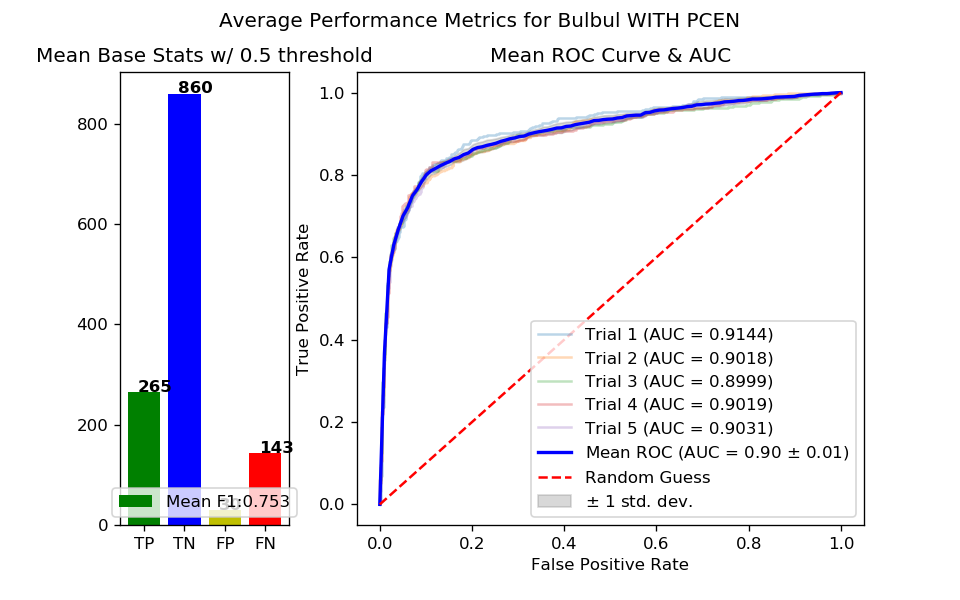 Average Performance Metrics for Bulbul WITH PCEN
Mean Base Stats w/ 0.5 threshold
860
265
143
800
600
400
200
0
TP TN FP FN
Mean F1:0.753
Mean ROC Curve & AUC
True Positive Rate
1.0
0.8
0.6
0.4
0.2
0.0
0.0 0.2 0.4 0.6 0.8 1.0
False Positive Rate
Trial 1 (AUC = 0.9144)
Trial 2 (AUC = 0.9018)
Trial 3 (AUC = 0.8999)
Trial 4 (AUC = 0.9019)
Trial 5 (AUC = 0.9031)
Mean ROC (AUC = 0.90 ± 0.01)
Random Guess
± 1 std. dev.